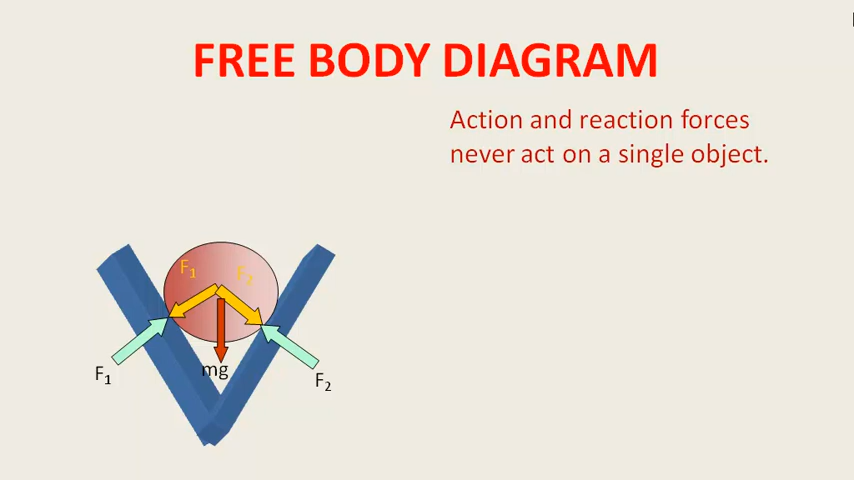 FREE BODY DIAGRAM
Action and reaction forces
never act on a single object.
F₁
F₂
mg
F₁
F₂